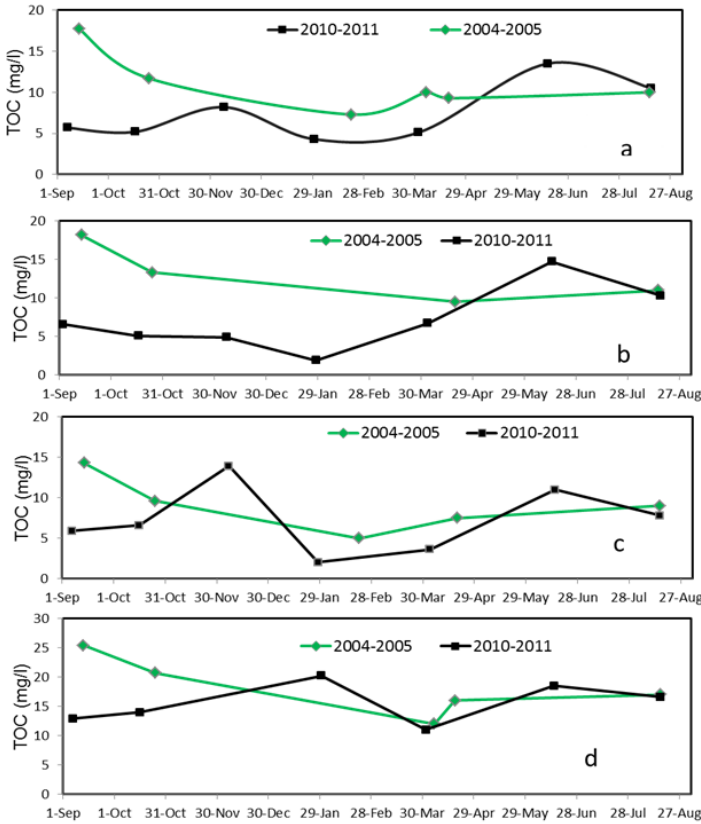 20
2010-2011 2004-2005
15
TOC (mg/l)
10
5
a
0
1-Sep 1-Oct 31-Oct 30-Nov 30-Dec 29-Jan 28-Feb 30-Mar 29-Apr 29-May 28-Jun 28-Jul 27-Aug
20
2004-2005 2010-2011
15
TOC (mg/l)
10
5
b
0
1-Sep 1-Oct 31-Oct 30-Nov 30-Dec 29-Jan 28-Feb 30-Mar 29-Apr 29-May 28-Jun 28-Jul 27-Aug
20
2004-2005 2010-2011
15
TOC (mg/l)
10
5
c
0
1-Sep 1-Oct 31-Oct 30-Nov 30-Dec 29-Jan 28-Feb 30-Mar 29-Apr 29-May 28-Jun 28-Jul 27-Aug
30
25
2004-2005 2010-2011
20
TOC (mg/l)
15
10
5
d
0
1-Sep 1-Oct 31-Oct 30-Nov 30-Dec 29-Jan 28-Feb 30-Mar 29-Apr 29-May 28-Jun 28-Jul 27-Aug